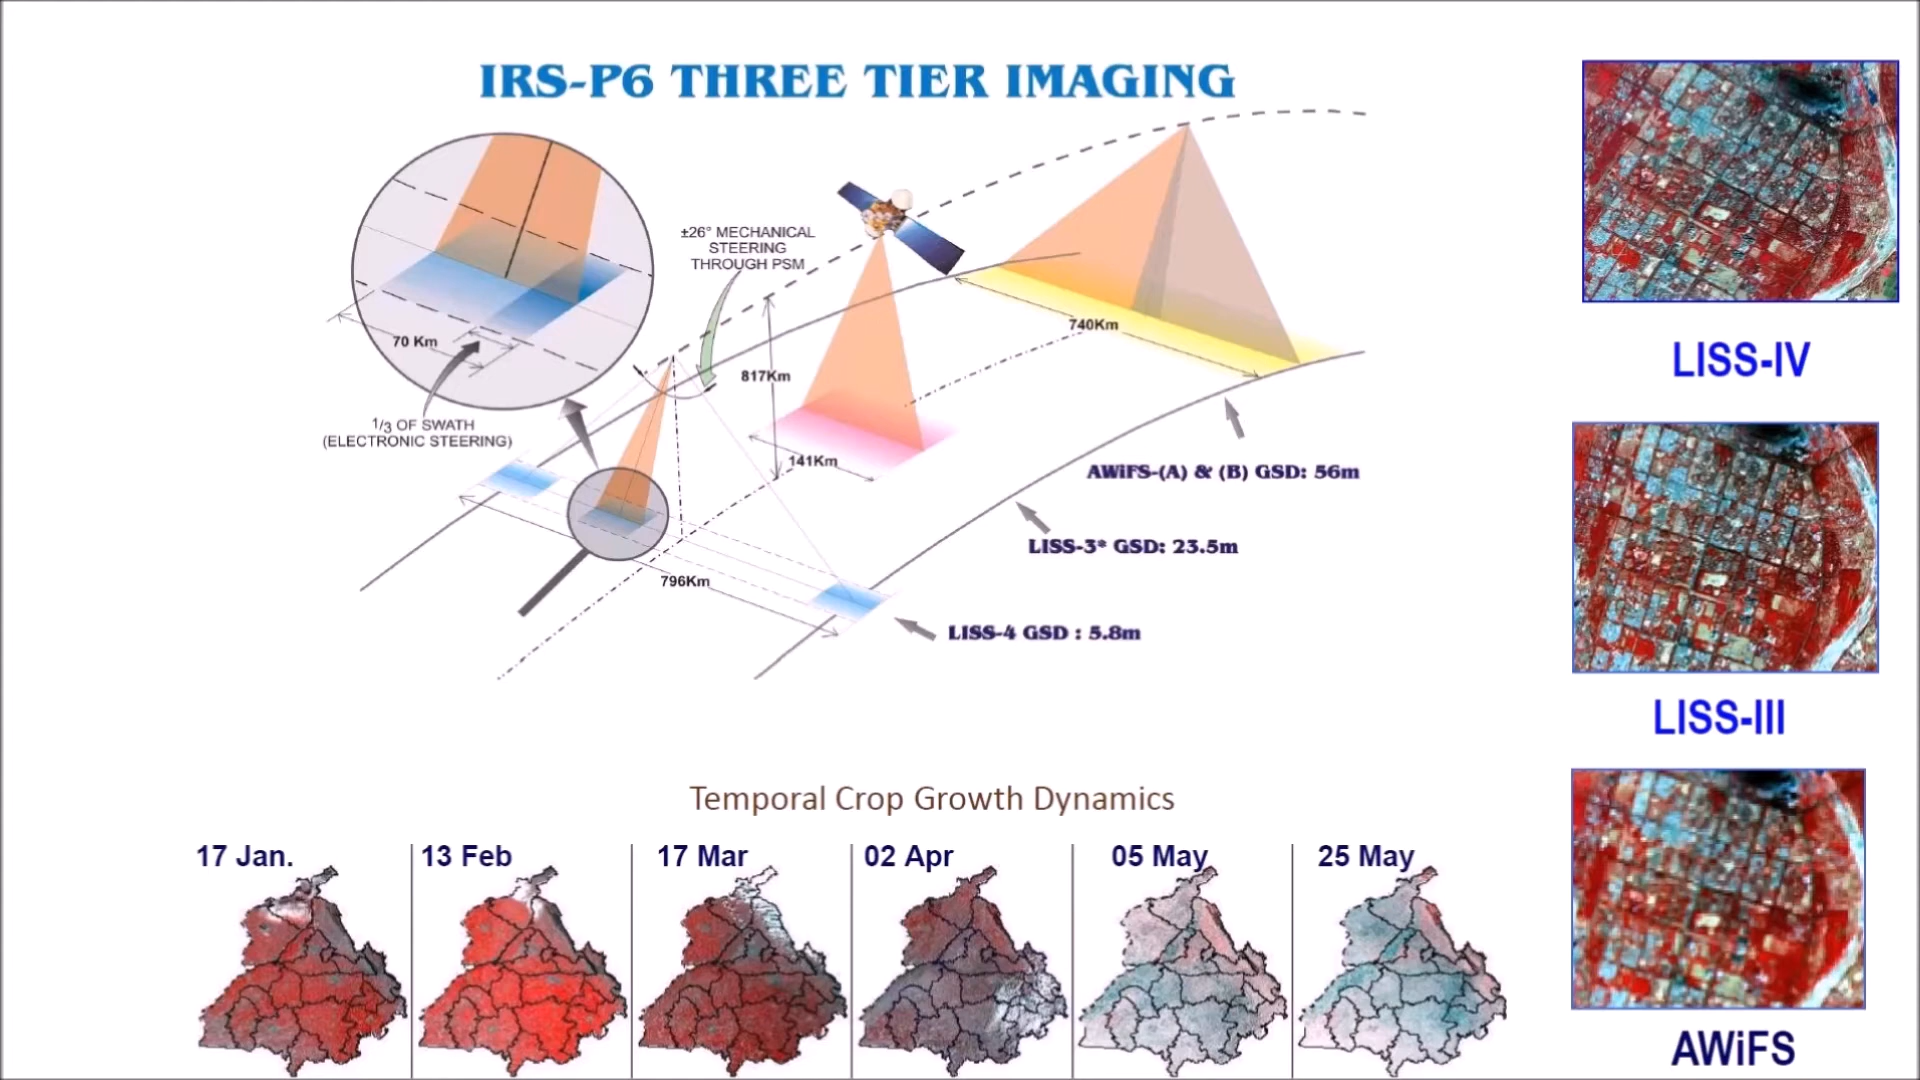 IRS-P6 THREE TIER IMAGING
±26° MECHANICAL
STEERING
THROUGH PSM
70 Km
1/3 OF SWATH
(ELECTRONIC STEERING)
817Km
740Km
141Km
796Km
AWiFS-(A) & (B) GSD: 56m
LISS-3* GSD: 23.5m
LISS-4 GSD : 5.8m
LISS-IV
LISS-III
AWiFS
Temporal Crop Growth Dynamics
17 Jan.
13 Feb
17 Mar
02 Apr
05 May
25 May